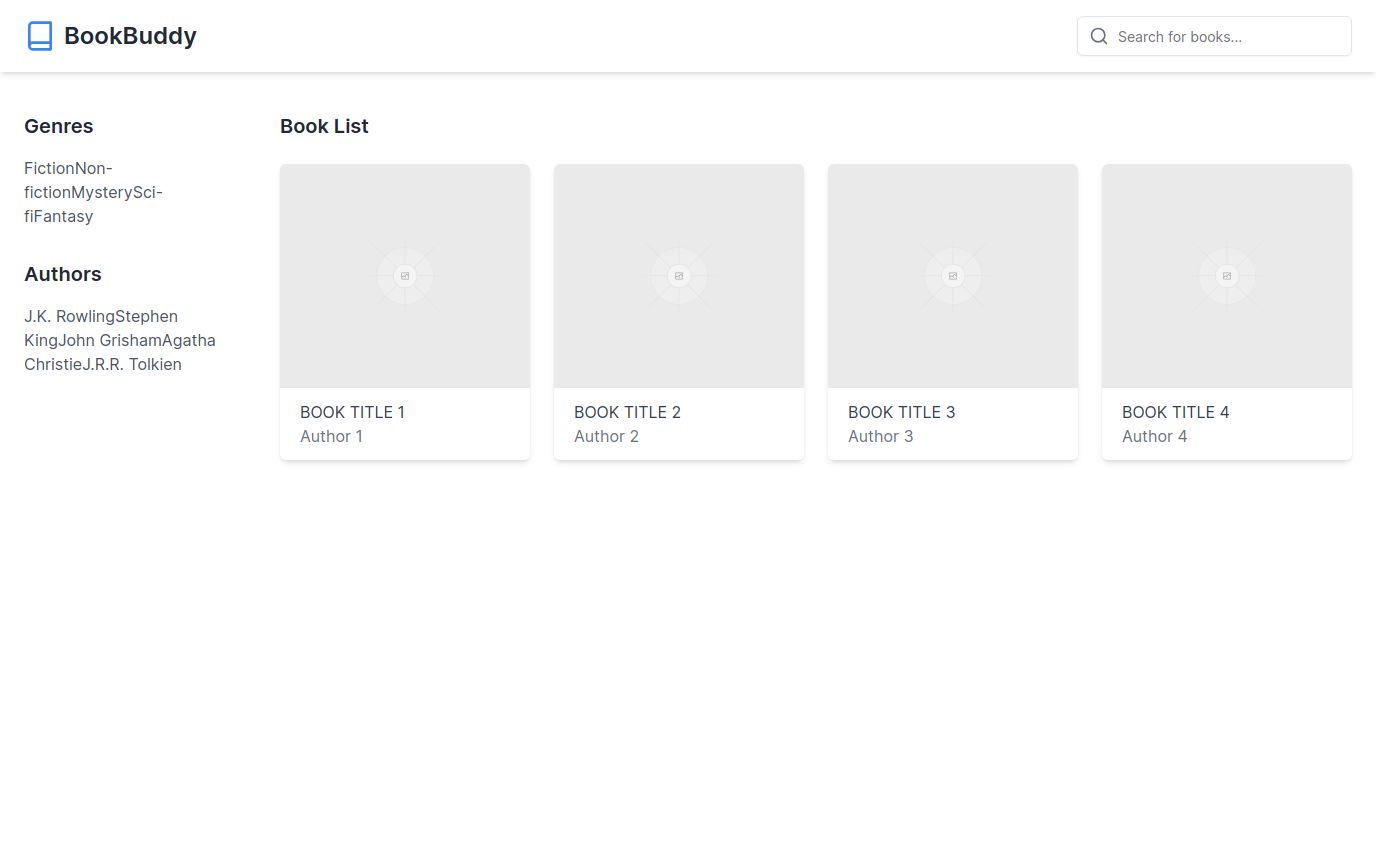 BookBuddy
Search for books...
Genres
FictionNon-
fictionMysterySci-
fiFantasy
Authors
J.K. RowlingStephen
KingJohn GrishamAgatha
ChristieJ.R.R. Tolkien
Book List
BOOK TITLE 1
Author 1
BOOK TITLE 2
Author 2
BOOK TITLE 3
Author 3
BOOK TITLE 4
Author 4